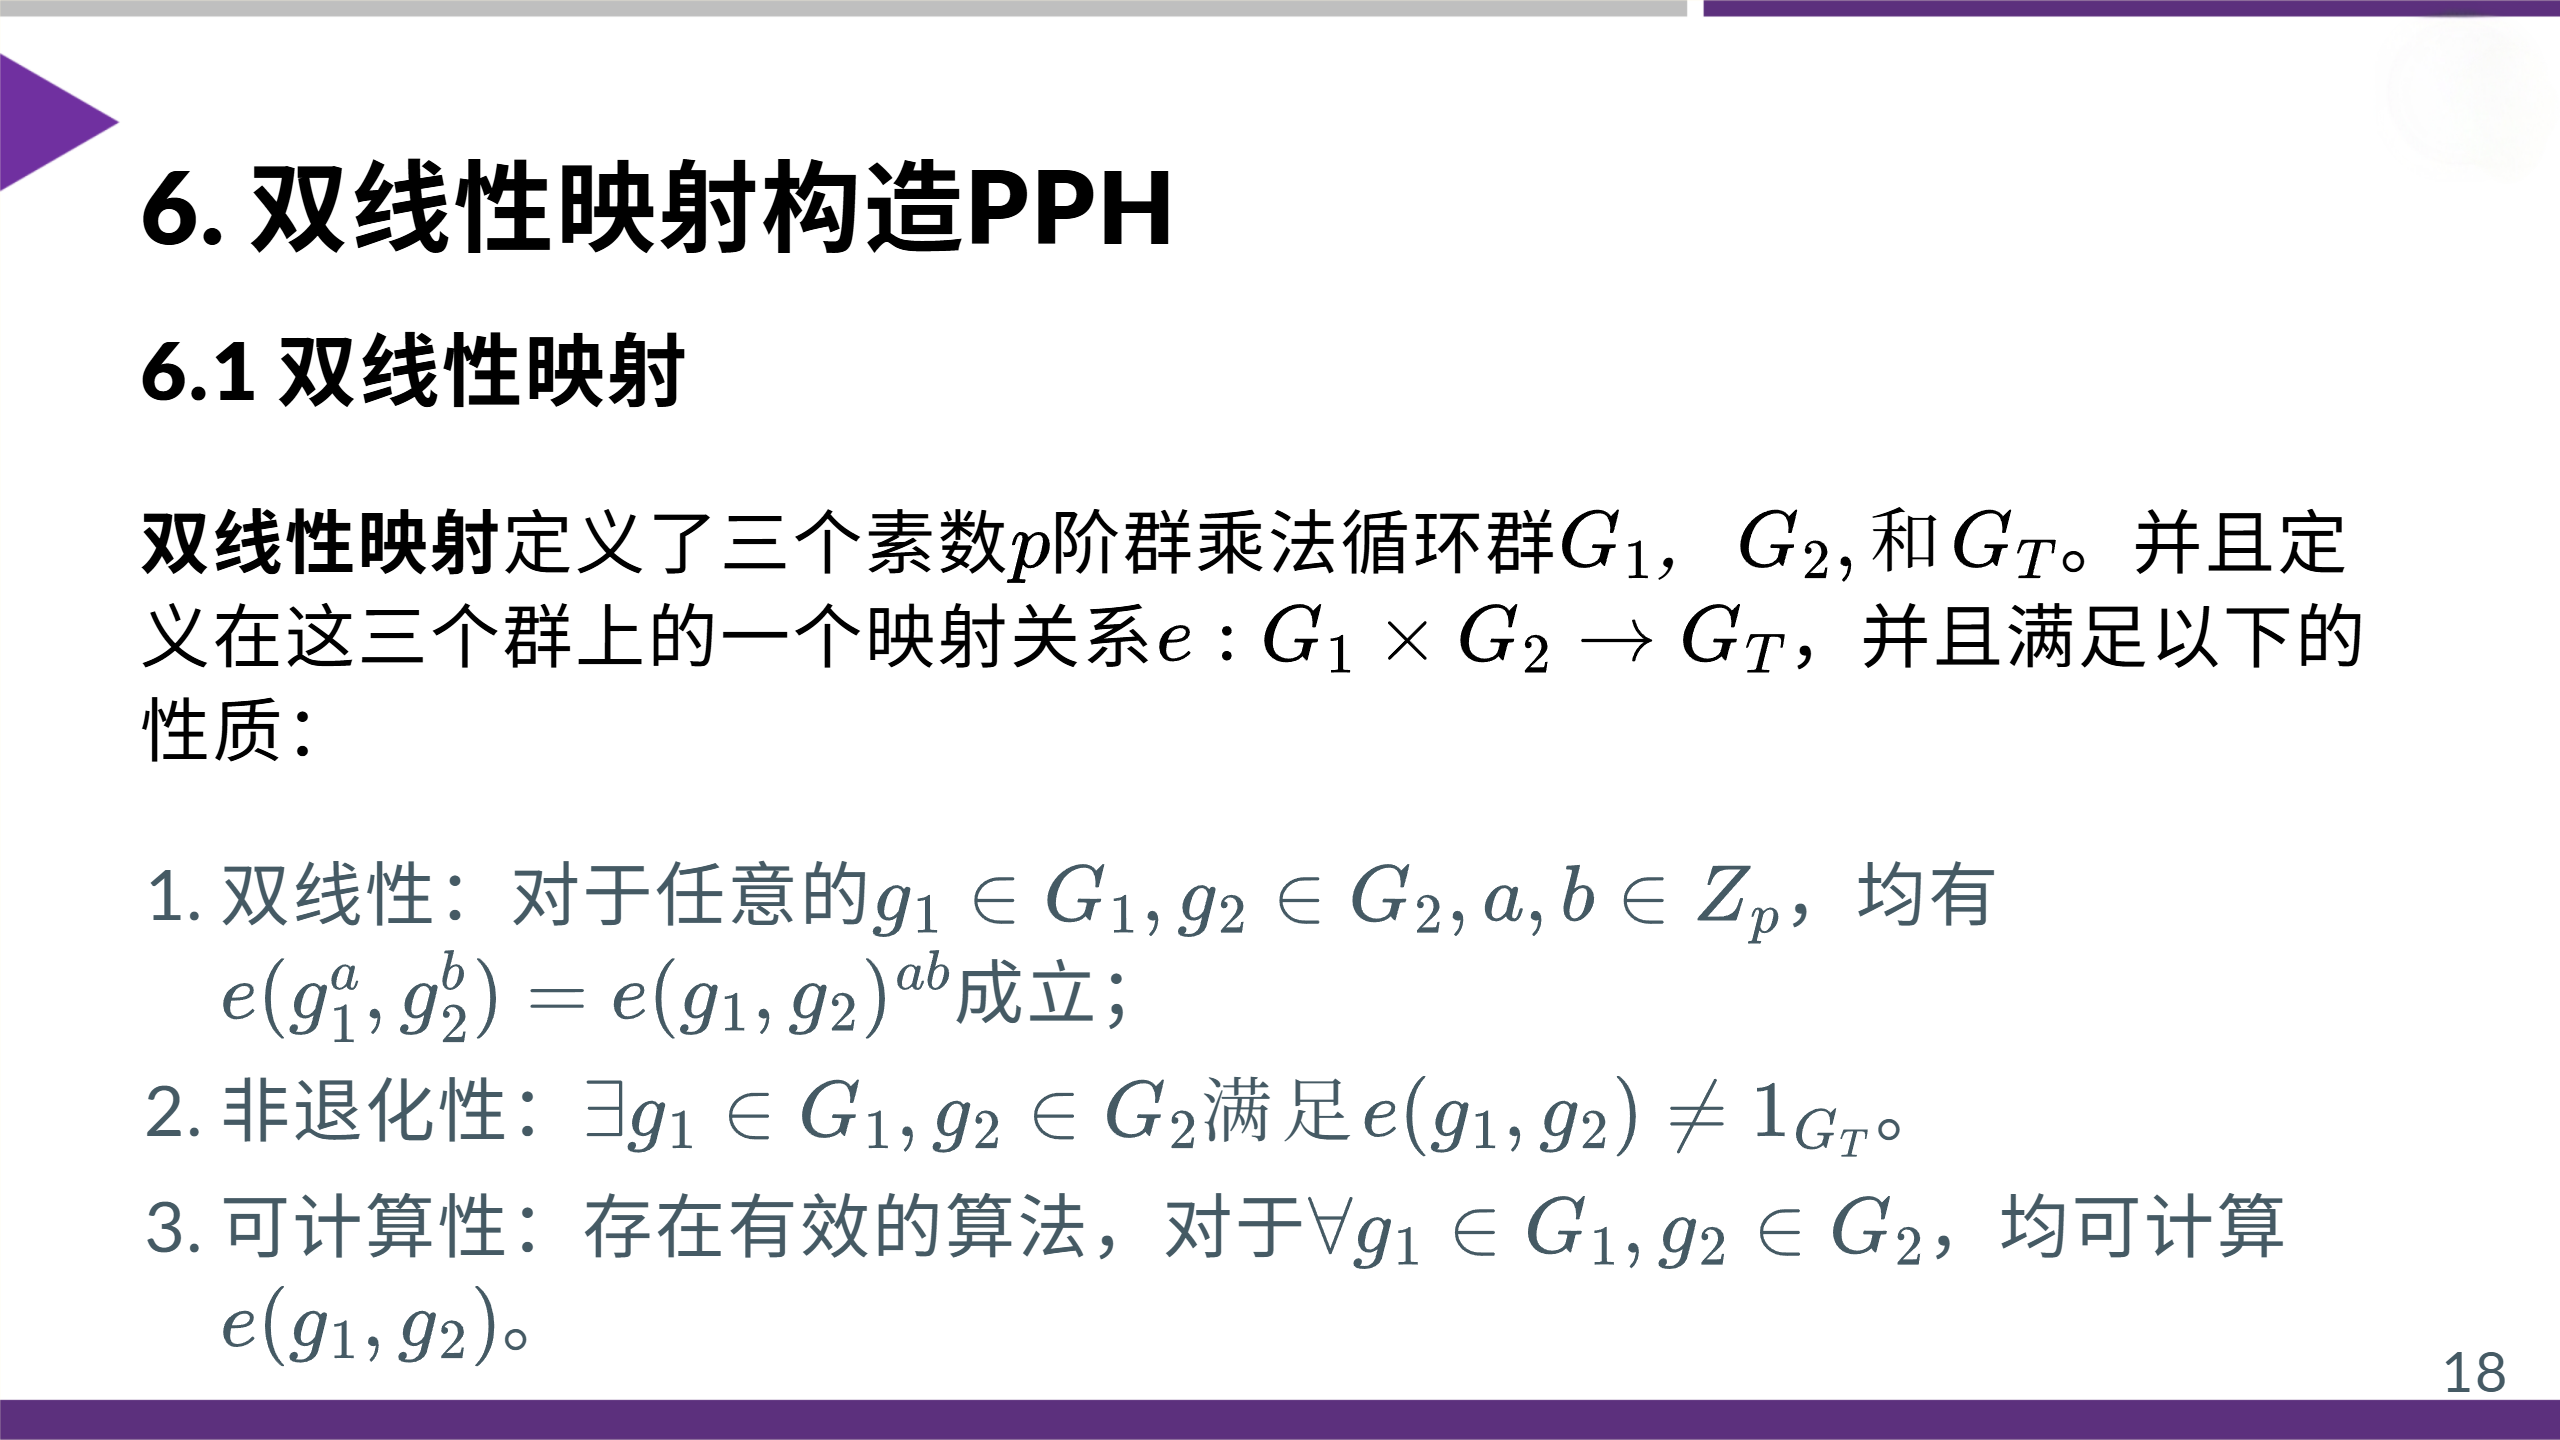 6. 双线性映射构造PPH
6.1 双线性映射
双线性映射定义了三个素数p阶群乘法循环群G₁， G₂, 和G_T。并且定
义在这三个群上的一个映射关系e : G₁ × G₂ → G_T，并且满足以下的
性质：
1. 双线性：对于任意的g₁ ∈ G₁, g₂ ∈ G₂, a, b ∈ Z_p，均有
e(g₁ᵃ, g₂ᵇ) = e(g₁, g₂)ᵃᵇ成立；
2. 非退化性：∃g₁ ∈ G₁, g₂ ∈ G₂满足e(g₁, g₂) ≠ 1_{G_T}。
3. 可计算性：存在有效的算法，对于∀g₁ ∈ G₁, g₂ ∈ G₂，均可计算
e(g₁, g₂)。
18